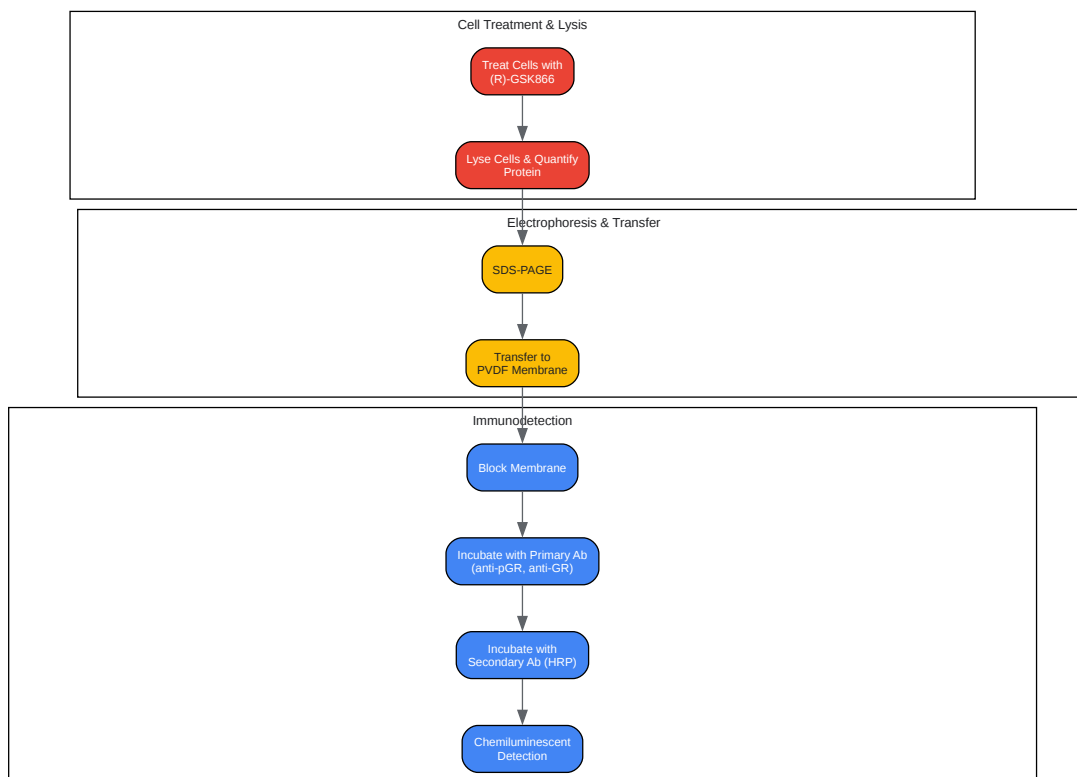 Cell Treatment & Lysis
Treat Cells with
(R)-GSK866
Lyse Cells & Quantify
Protein
Electrophoresis & Transfer
SDS-PAGE
Transfer to
PVDF Membrane
Immunodetection
Block Membrane
Incubate with Primary Ab
(anti-pGR, anti-GR)
Incubate with
Secondary Ab (HRP)
Chemiluminescent
Detection